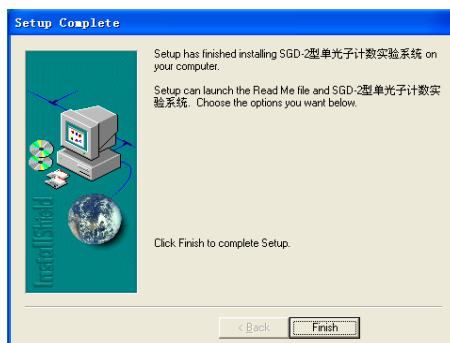 Setup Complete
Setup has finished installing SGD-2型单光子计数实验系统 on
your computer.
Setup can launch the Read Me file and SGD-2型单光子计数实
验系统. Choose the options you want below.
InstallShield
Click Finish to complete Setup.
< Back
Finish